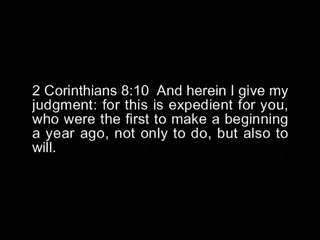 2 Corinthians 8:10  And herein I give my
judgment: for this is expedient for you,
who were the first to make a beginning
a year ago, not only to do, but also to
will.